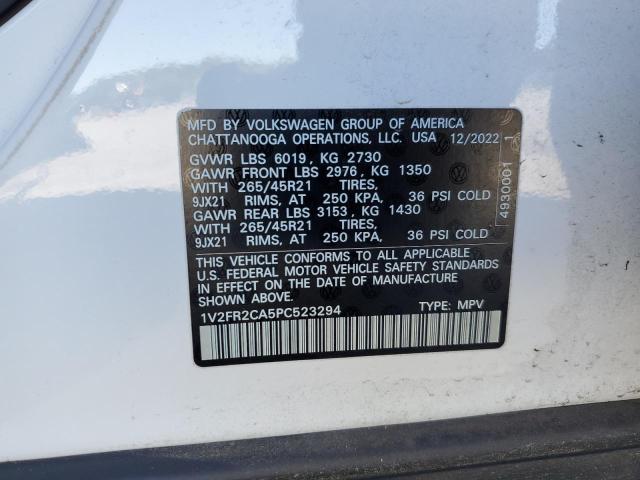 MFD BY VOLKSWAGEN GROUP OF AMERICA
CHATTANOOGA OPERATIONS, LLC. USA 12/2022
GVWR LBS 6019, KG 2730
GAWR FRONT LBS 2976, KG 1350
WITH 265/45R21 TIRES,
9JX21 RIMS, AT 250 KPA, 36 PSI COLD
GAWR REAR LBS 3153, KG 1430
WITH 265/45R21 TIRES,
9JX21 RIMS, AT 250 KPA, 36 PSI COLD
THIS VEHICLE CONFORMS TO ALL APPLICABLE
U.S. FEDERAL MOTOR VEHICLE SAFETY STANDARDS
IN EFFECT ON THE DATE OF MANUFACTURE
SHOWN ABOVE.
1V2FR2CA5PC523294 TYPE: MPV
4930001 1